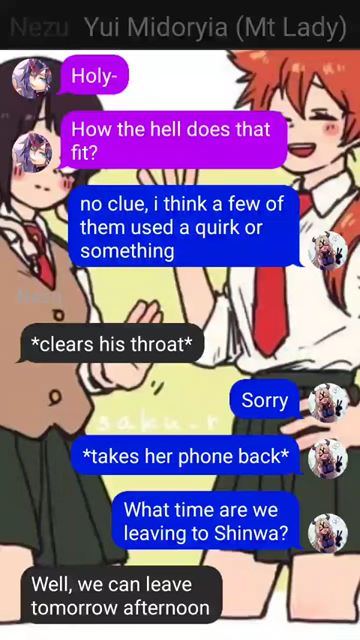 Nezu Yui Midoryia (Mt Lady)
Holy-
How the hell does that
fit?
no clue, i think a few of
them used a quirk or
something
Nezu
*clears his throat*
Sorry
saku_r
*takes her phone back*
What time are we
leaving to Shinwa?
Well, we can leave
tomorrow afternoon